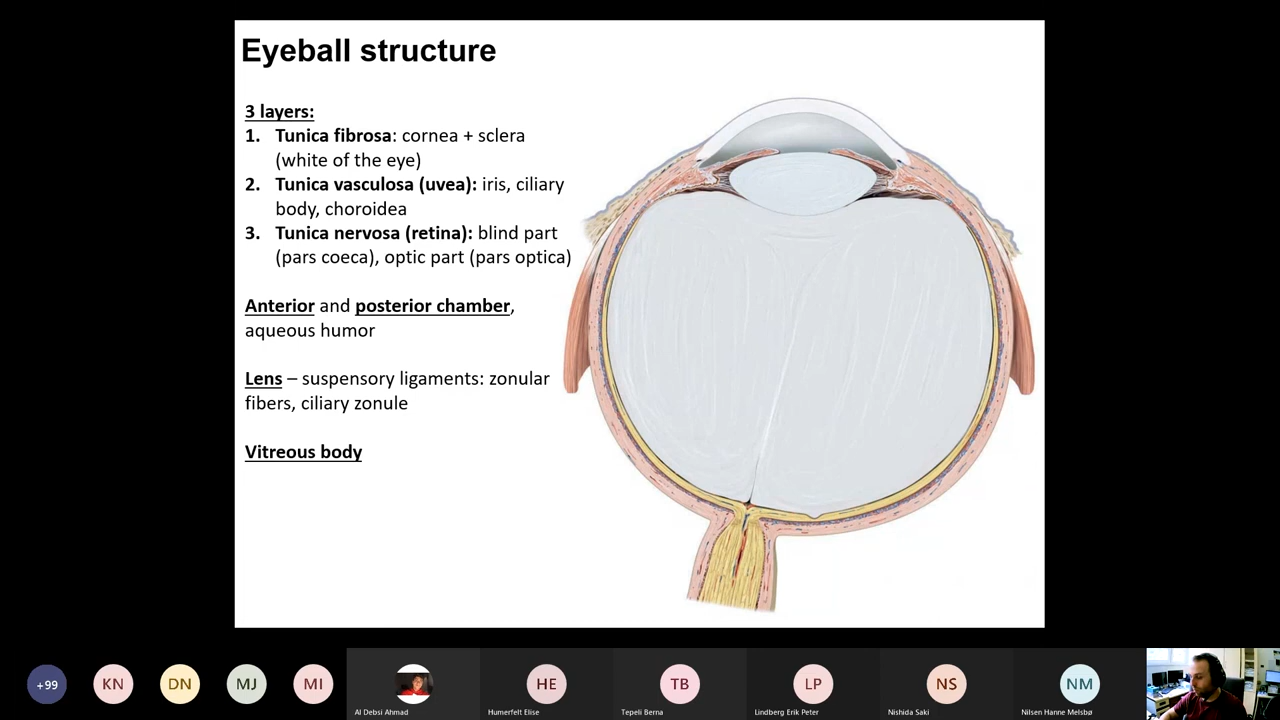 Eyeball structure
3 layers:
1. Tunica fibrosa: cornea + sclera
(white of the eye)
2. Tunica vasculosa (uvea): iris, ciliary
body, choroidea
3. Tunica nervosa (retina): blind part
(pars coeca), optic part (pars optica)
Anterior and posterior chamber,
aqueous humor
Lens – suspensory ligaments: zonular
fibers, ciliary zonule
Vitreous body
+99
KN
DN
MJ
MI
HE
TB
LP
NS
NM
Al Debsi Ahmad
Humerfelt Elise
Tepeli Berna
Lindberg Erik Peter
Nishida Saki
Nilsen Hanne Melsbø